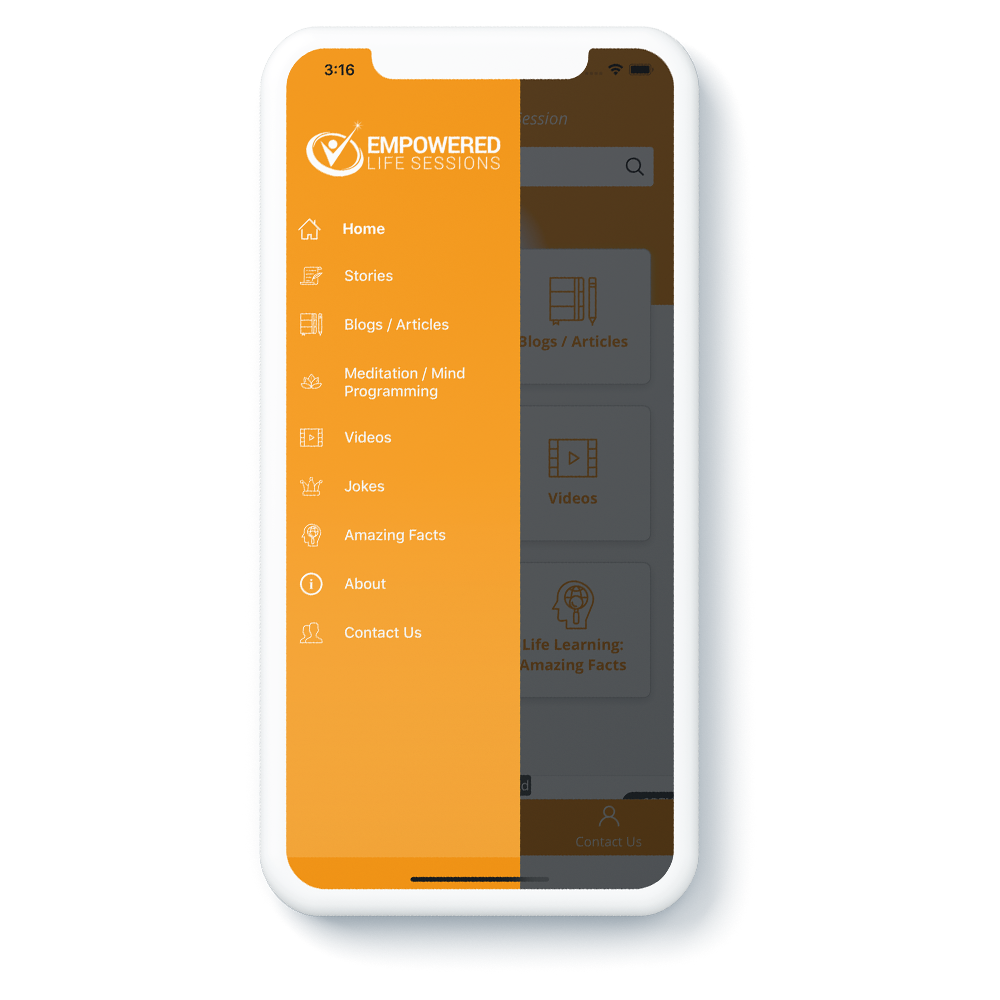 3:16
EMPOWERED
LIFE SESSIONS
Home
Stories
Blogs / Articles
Meditation / Mind
Programming
Videos
Jokes
Amazing Facts
About
Contact Us
ession
Blogs / Articles
Videos
Life Learning:
Amazing Facts
d
Contact Us